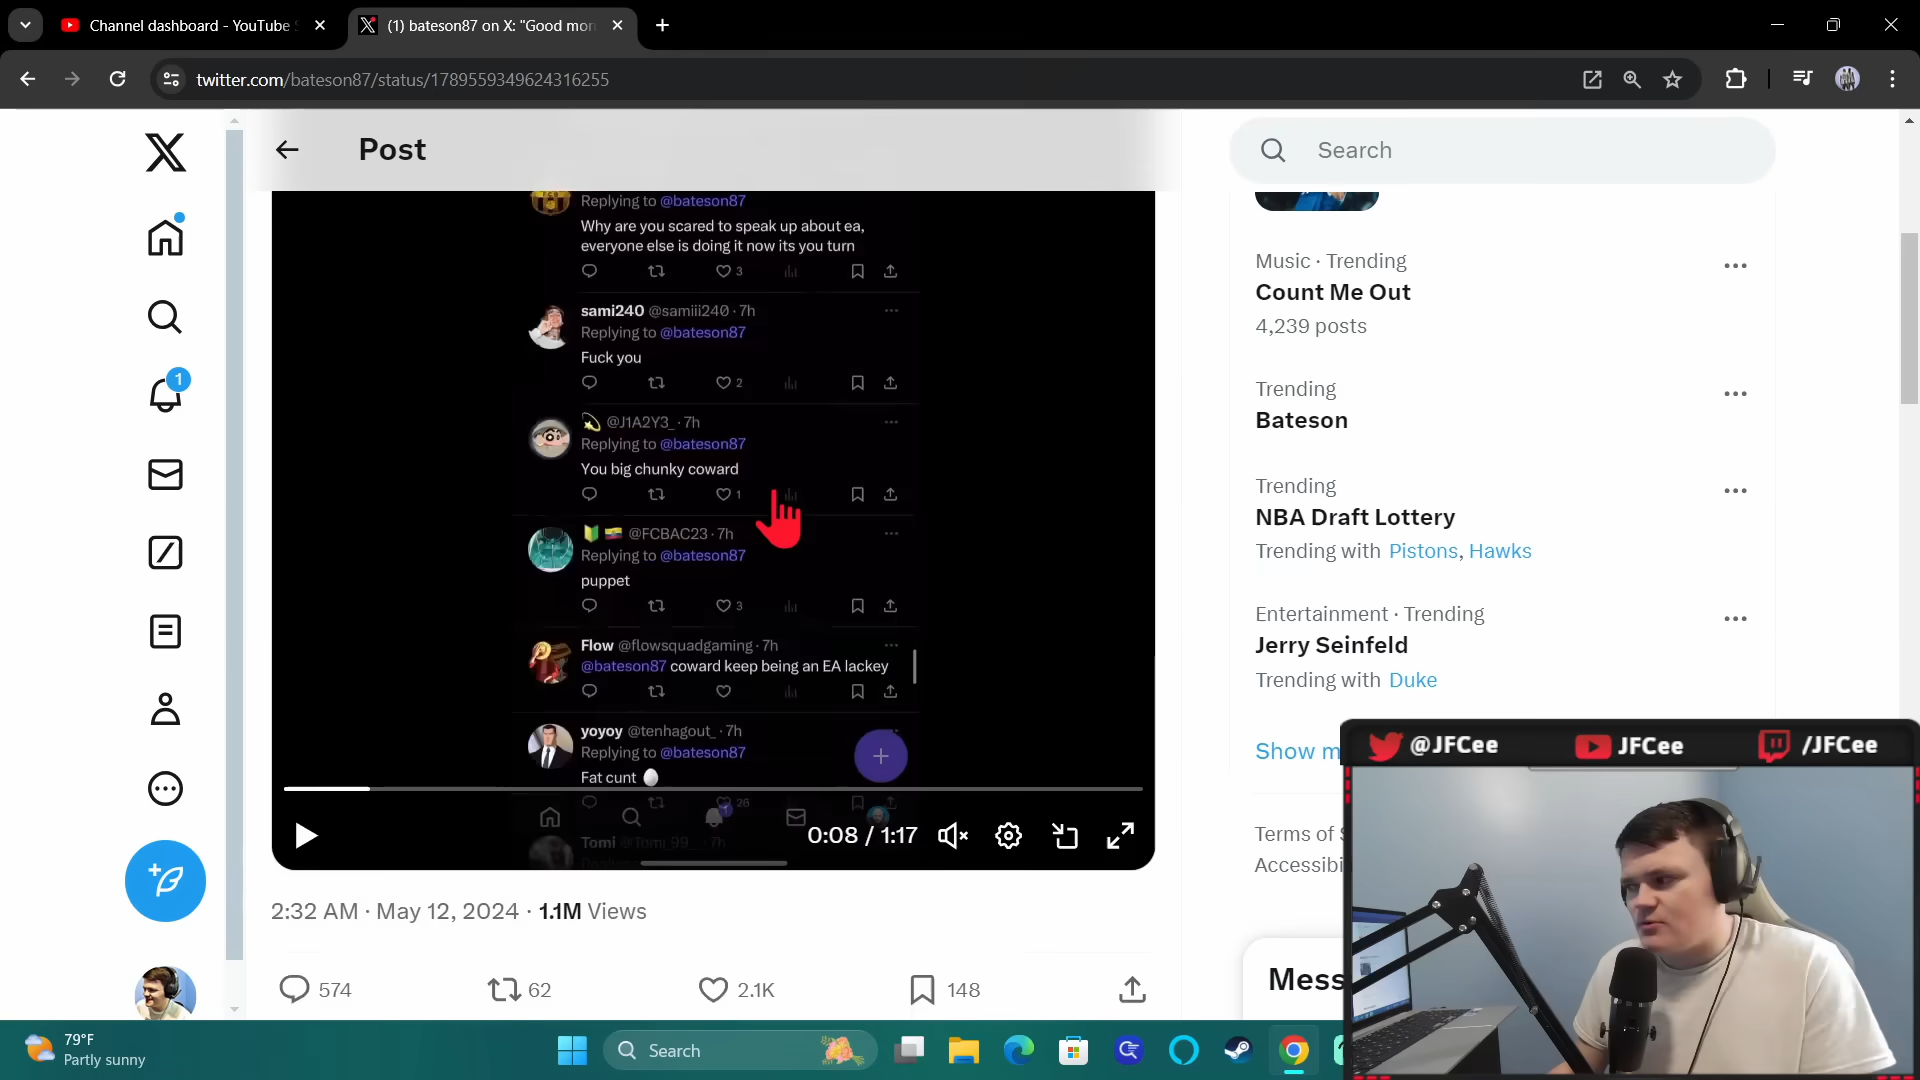 Channel dashboard - YouTube
(1) bateson87 on X: "Good mor
twitter.com/bateson87/status/1789559349624316255
Post
Search
Replying to @bateson87
Why are you scared to speak up about ea,
everyone else is doing it now its you turn
3
sami240 @samiii240 · 7h
Replying to @bateson87
Fuck you
2
@J1A2Y3_ · 7h
Replying to @bateson87
You big chunky coward
1
@FCBAC23 · 7h
Replying to @bateson87
puppet
3
Flow @flowsquadgaming · 7h
@bateson87 coward keep being an EA lackey
yoyoy @tenhagout_ · 7h
Replying to @bateson87
Fat cunt 🥚
26
Tomi @Tomi_99_ · 7h
0:08 / 1:17
2:32 AM · May 12, 2024 · 1.1M Views
574
62
2.1K
148
1
Music · Trending
Count Me Out
4,239 posts
Trending
Bateson
Trending
NBA Draft Lottery
Trending with Pistons, Hawks
Entertainment · Trending
Jerry Seinfeld
Trending with Duke
Show m
Terms of S
Accessibi
Mess
@JFCee
JFCee
/JFCee
79°F
Partly sunny
Search